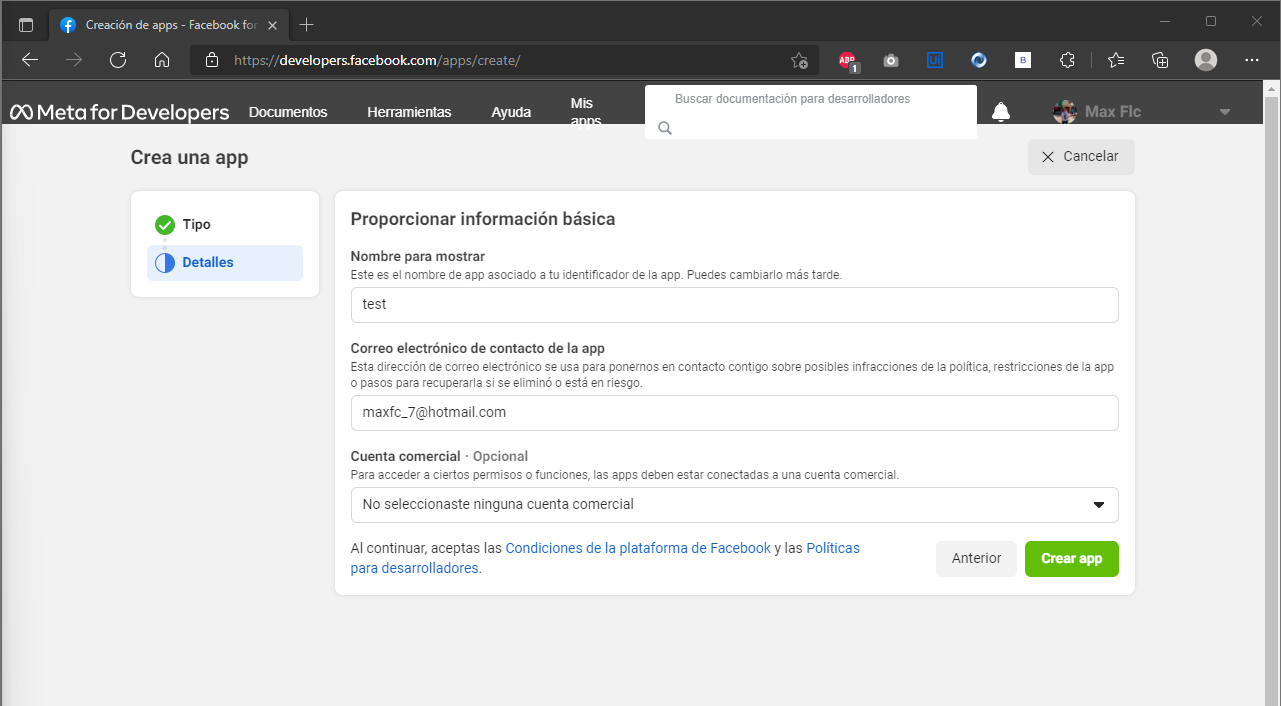 Creación de apps - Facebook for
https://developers.facebook.com/apps/create/
ABP
1
UI
B
Meta for Developers
Documentos
Herramientas
Ayuda
Mis
apps
Buscar documentación para desarrolladores
Max Flc
Crea una app
Cancelar
Tipo
Detalles
Proporcionar información básica
Nombre para mostrar
Este es el nombre de app asociado a tu identificador de la app. Puedes cambiarlo más tarde.
test
Correo electrónico de contacto de la app
Esta dirección de correo electrónico se usa para ponernos en contacto contigo sobre posibles infracciones de la política, restricciones de la app
o pasos para recuperarla si se eliminó o está en riesgo.
maxfc_7@hotmail.com
Cuenta comercial · Opcional
Para acceder a ciertos permisos o funciones, las apps deben estar conectadas a una cuenta comercial.
No seleccionaste ninguna cuenta comercial
Al continuar, aceptas las Condiciones de la plataforma de Facebook y las Políticas
para desarrolladores.
Anterior
Crear app